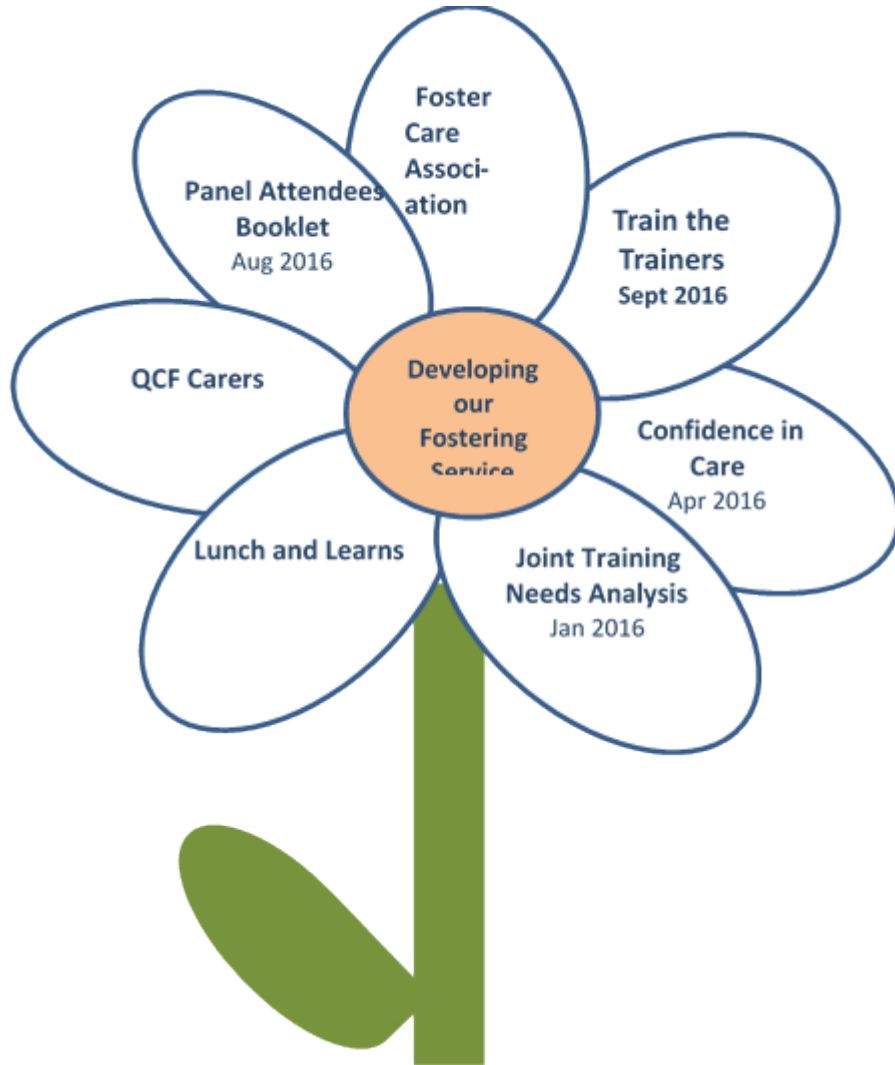 Foster
Care
Associ-
ation
Panel Attendees
Booklet
Aug 2016
Train the
Trainers
Sept 2016
QCF Carers
Developing
our
Fostering
Service
Confidence in
Care
Apr 2016
Lunch and Learns
Joint Training
Needs Analysis
Jan 2016